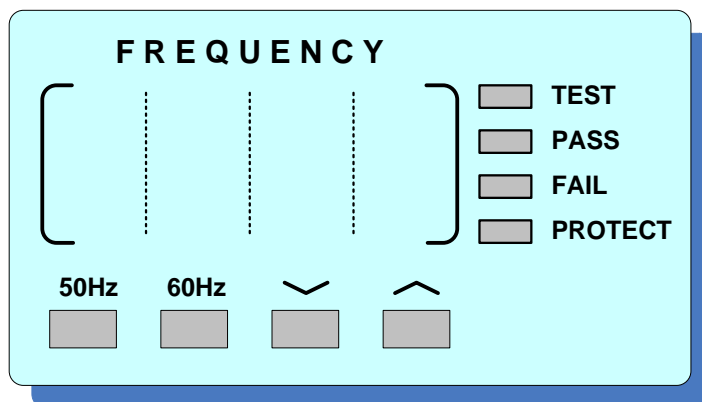 FREQUENCY
TEST
PASS
FAIL
PROTECT
50Hz 60Hz